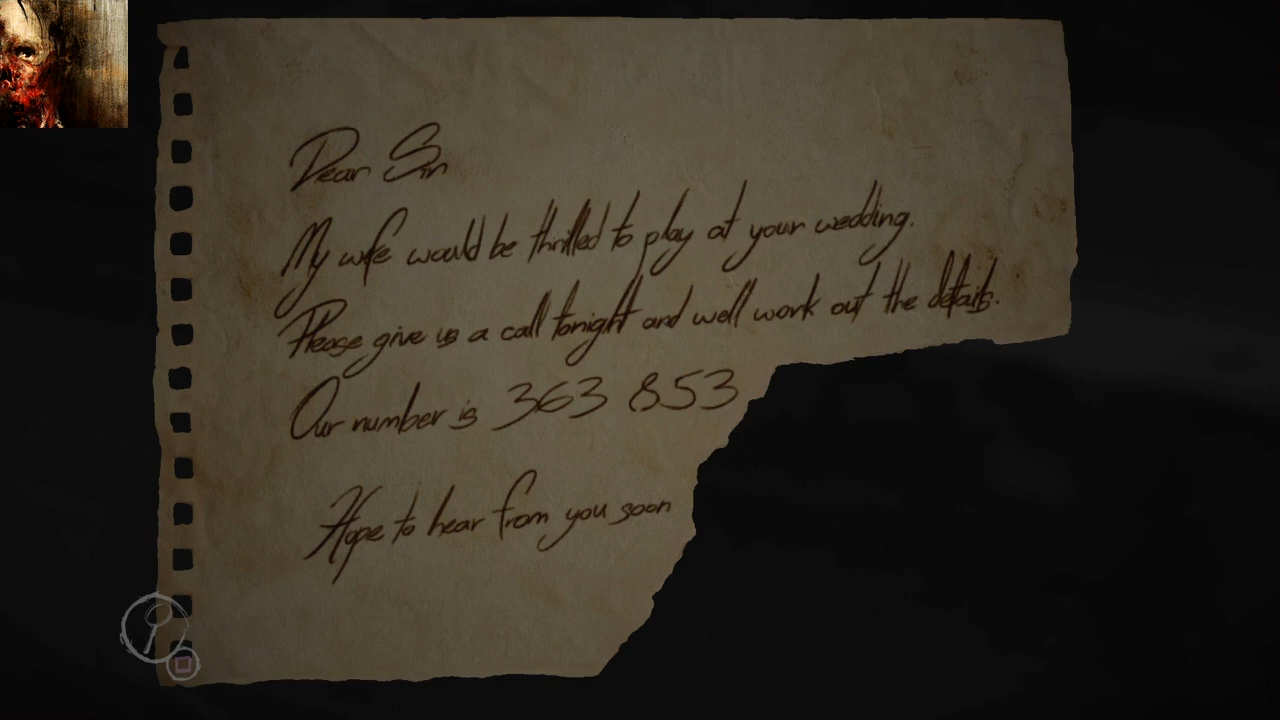 Dear Sir
My wife would be thrilled to play at your wedding.
Please give us a call tonight and well work out the details.
Our number is 363 853
Hope to hear from you soon